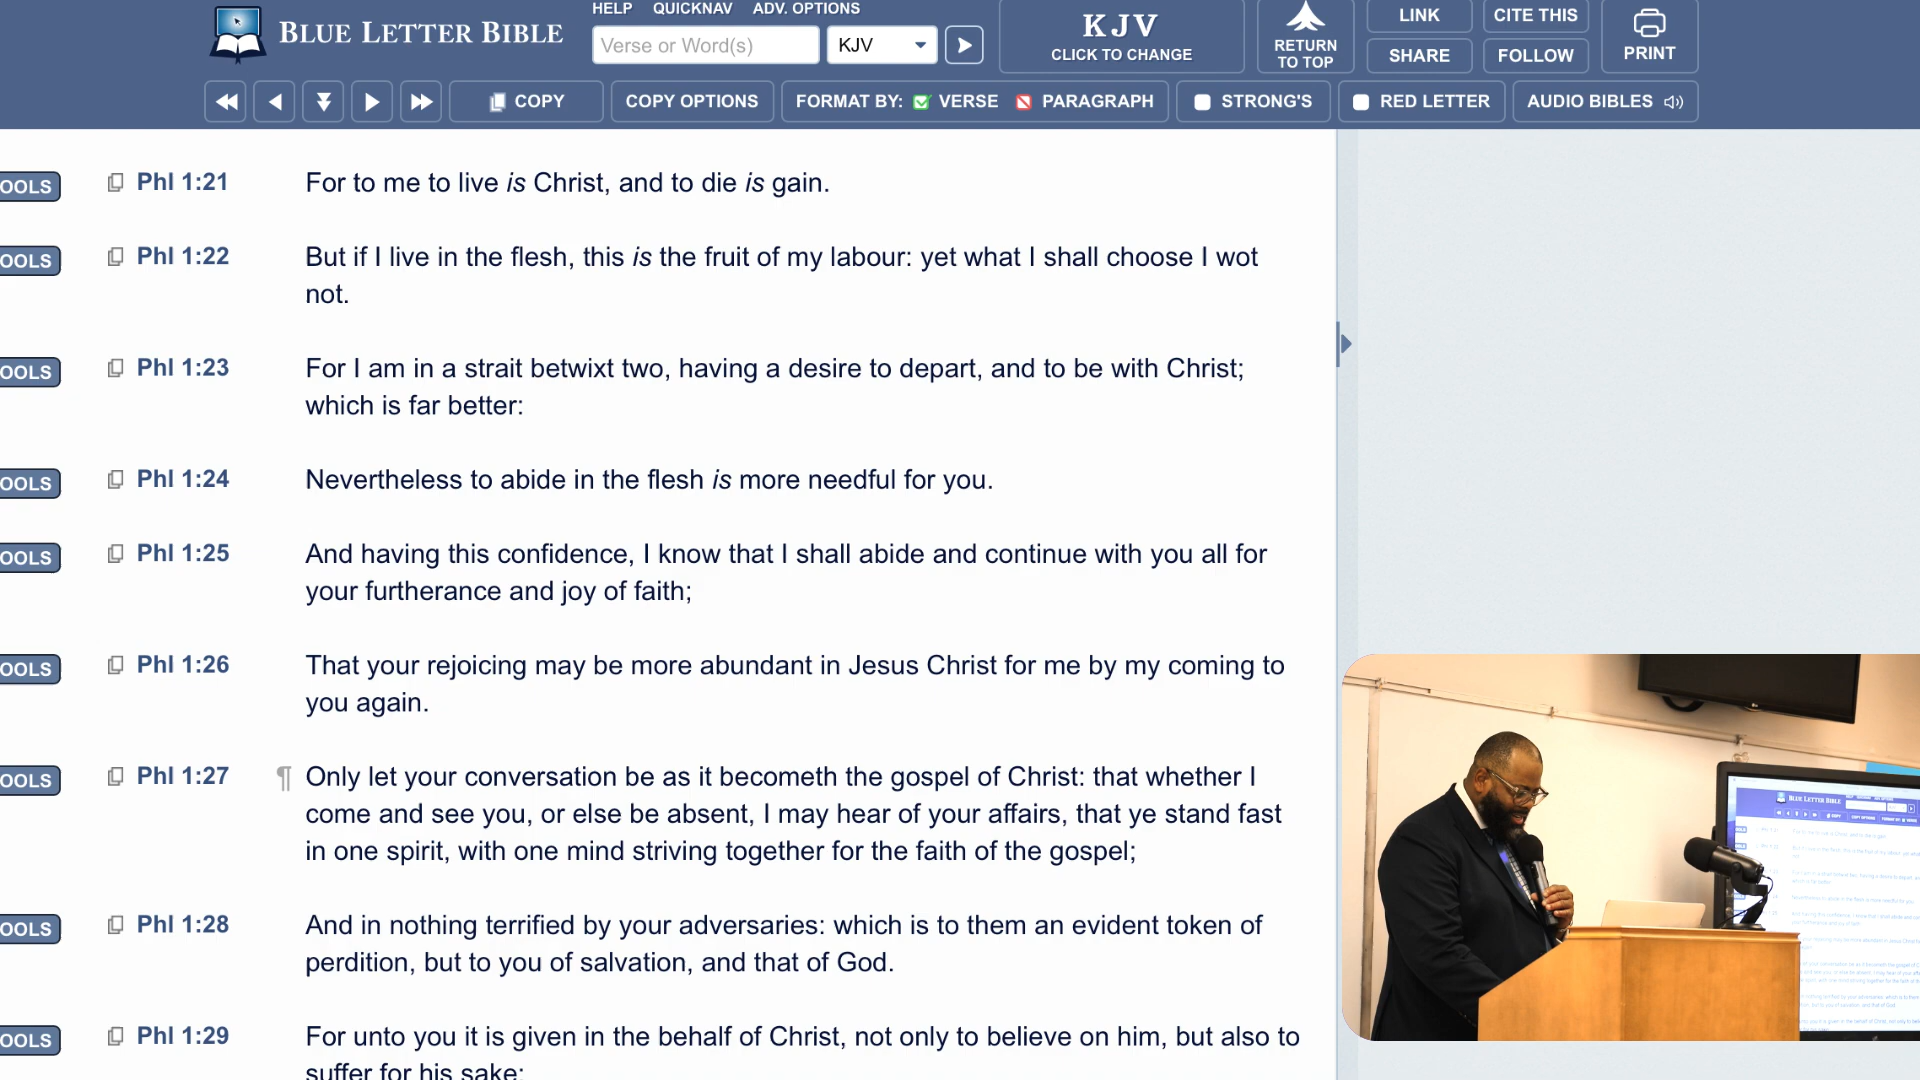 HELP QUICKNAV ADV. OPTIONS
BLUE LETTER BIBLE
Verse or Word(s)
KJV
KJV
CLICK TO CHANGE
RETURN
TO TOP
LINK
CITE THIS
SHARE
FOLLOW
PRINT
COPY
COPY OPTIONS
FORMAT BY: VERSE PARAGRAPH
STRONG'S
RED LETTER
AUDIO BIBLES
OOLS
Phl 1:21
For to me to live is Christ, and to die is gain.
OOLS
Phl 1:22
But if I live in the flesh, this is the fruit of my labour: yet what I shall choose I wot
not.
OOLS
Phl 1:23
For I am in a strait betwixt two, having a desire to depart, and to be with Christ;
which is far better:
OOLS
Phl 1:24
Nevertheless to abide in the flesh is more needful for you.
OOLS
Phl 1:25
And having this confidence, I know that I shall abide and continue with you all for
your furtherance and joy of faith;
OOLS
Phl 1:26
That your rejoicing may be more abundant in Jesus Christ for me by my coming to
you again.
OOLS
Phl 1:27
¶ Only let your conversation be as it becometh the gospel of Christ: that whether I
come and see you, or else be absent, I may hear of your affairs, that ye stand fast
in one spirit, with one mind striving together for the faith of the gospel;
OOLS
Phl 1:28
And in nothing terrified by your adversaries: which is to them an evident token of
perdition, but to you of salvation, and that of God.
OOLS
Phl 1:29
For unto you it is given in the behalf of Christ, not only to believe on him, but also to
suffer for his sake;
BLUE LETTER BIBLE